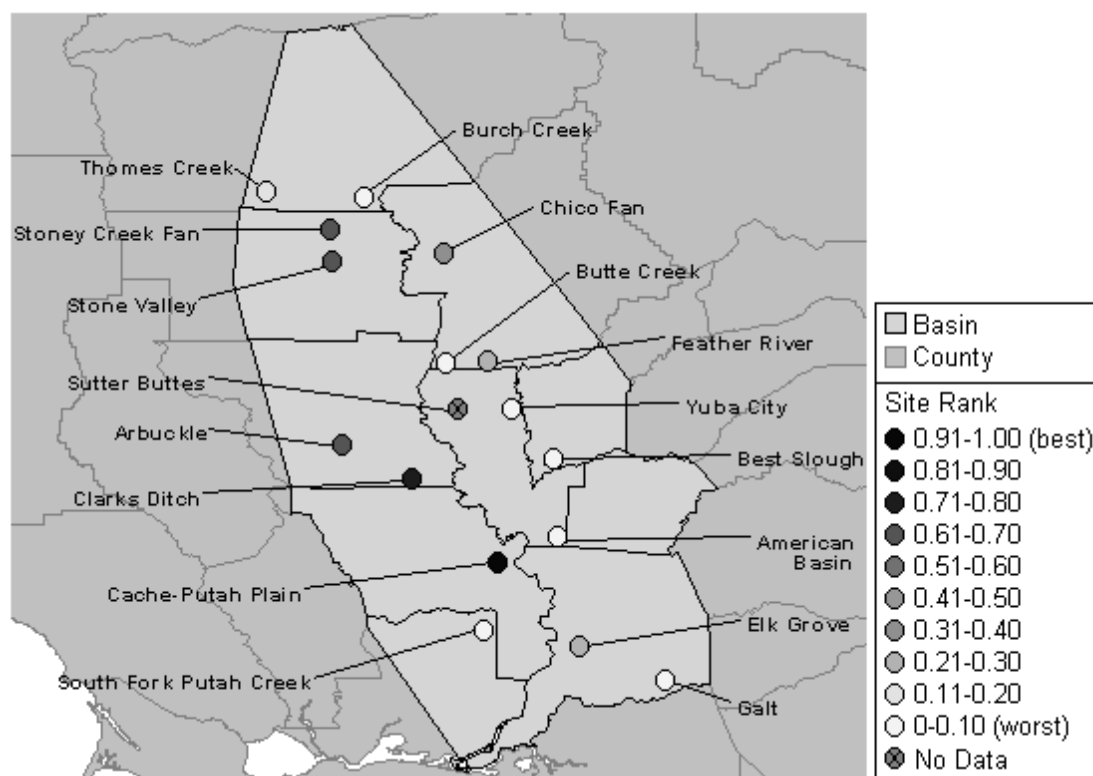 Burch Creek
Thomes Creek
Chico Fan
Stoney Creek Fan
Butte Creek
Stone Valley
Feather River
Sutter Buttes
Yuba City
Arbuckle
Best Slough
Clarks Ditch
American
Basin
Cache-Putah Plain
Elk Grove
South Fork Putah Creek
Galt
Basin
County
Site Rank
0.91-1.00 (best)
0.81-0.90
0.71-0.80
0.61-0.70
0.51-0.60
0.41-0.50
0.31-0.40
0.21-0.30
0.11-0.20
0-0.10 (worst)
No Data